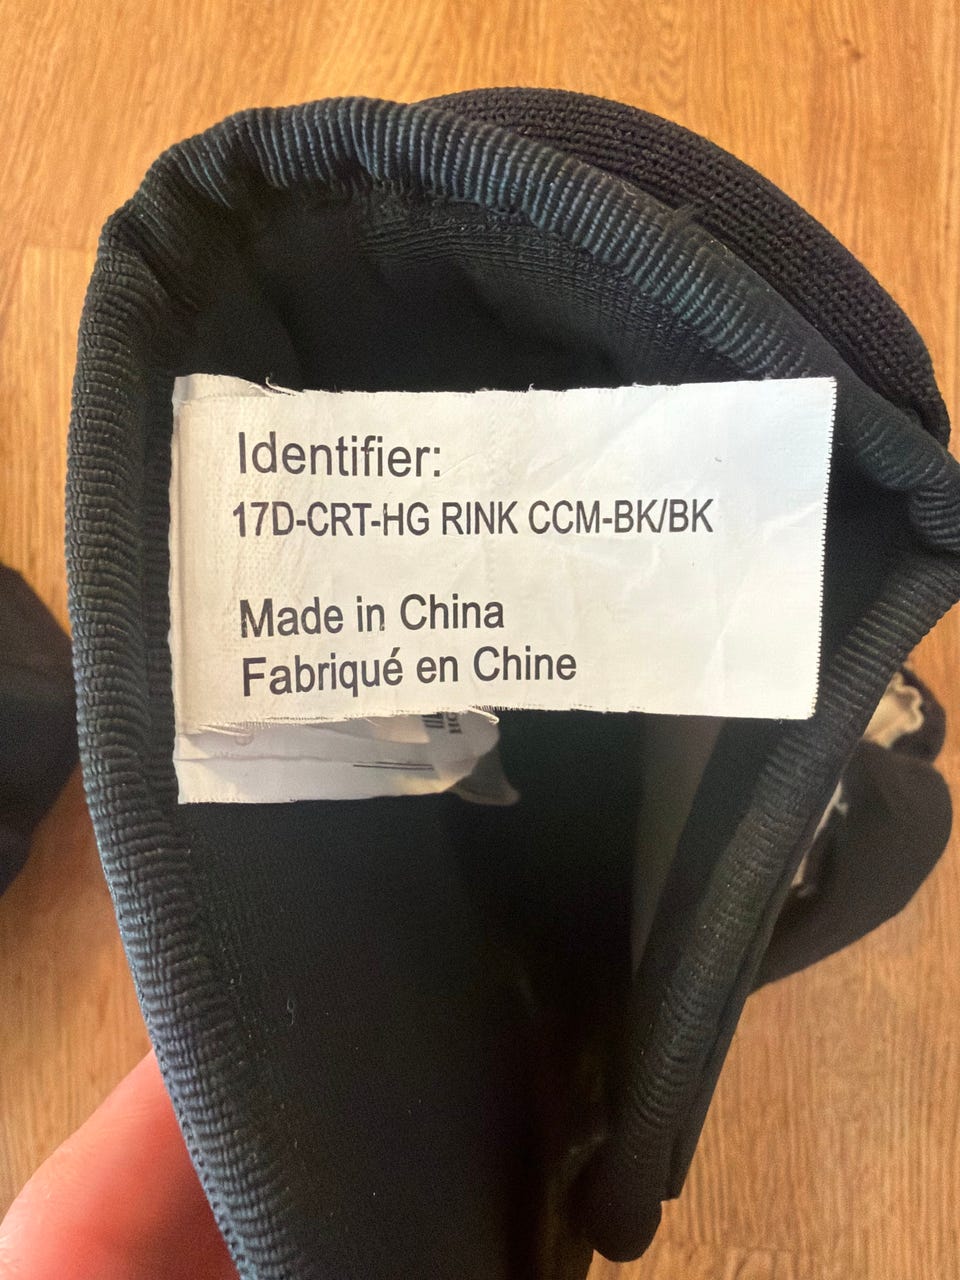 Identifier:
17D-CRT-HG RINK CCM-BK/BK
Made in China
Fabriqué en Chine